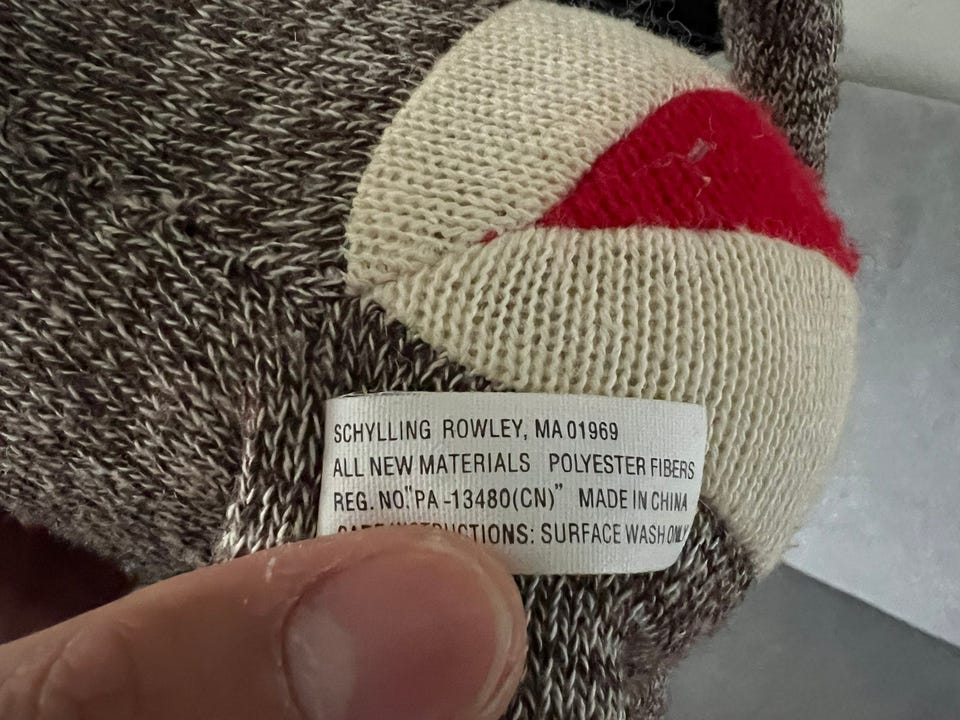 SCHYLLING ROWLEY, MA 01969
ALL NEW MATERIALS POLYESTER FIBERS
REG. NO"PA-13480(CN)" MADE IN CHINA
CARE INSTRUCTIONS: SURFACE WASH ONLY